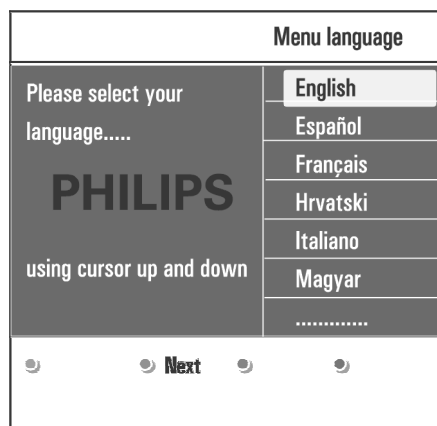 Menu language
Please select your
language.....
PHILIPS
using cursor up and down
English
Español
Français
Hrvatski
Italiano
Magyar
.............
Next